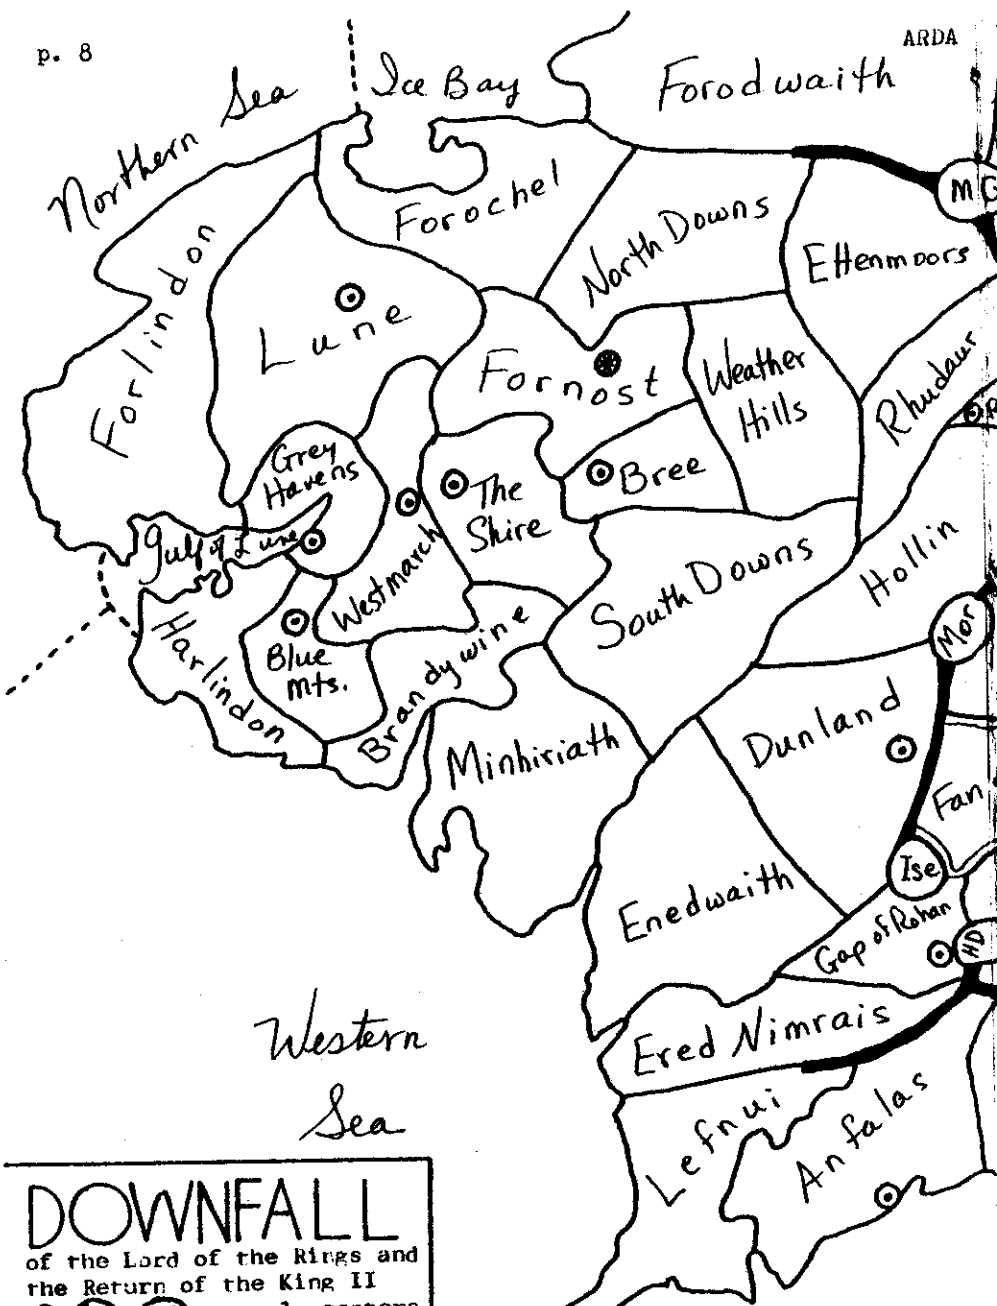 p. 8
ARDA
Northern Sea
Ice Bay
Forodwaith
Forochel
North Downs
Ettenmoors
Forlindon
Lune
Fornost
Weather
Hills
Rhudaur
Grey
Havens
Bree
The
Shire
Gulf of Lune
Westmarch
South Downs
Hollin
Harlindon
Blue
Mts.
Brandywine
Mor
Minhiriath
Dunland
Fan
Ise
Enedwaith
Gap of Rohan
HD
Western
Sea
Ered Nimrais
Lefnui
Anfalas
DOWNFALL
of the Lord of the Rings and
the Return of the King II